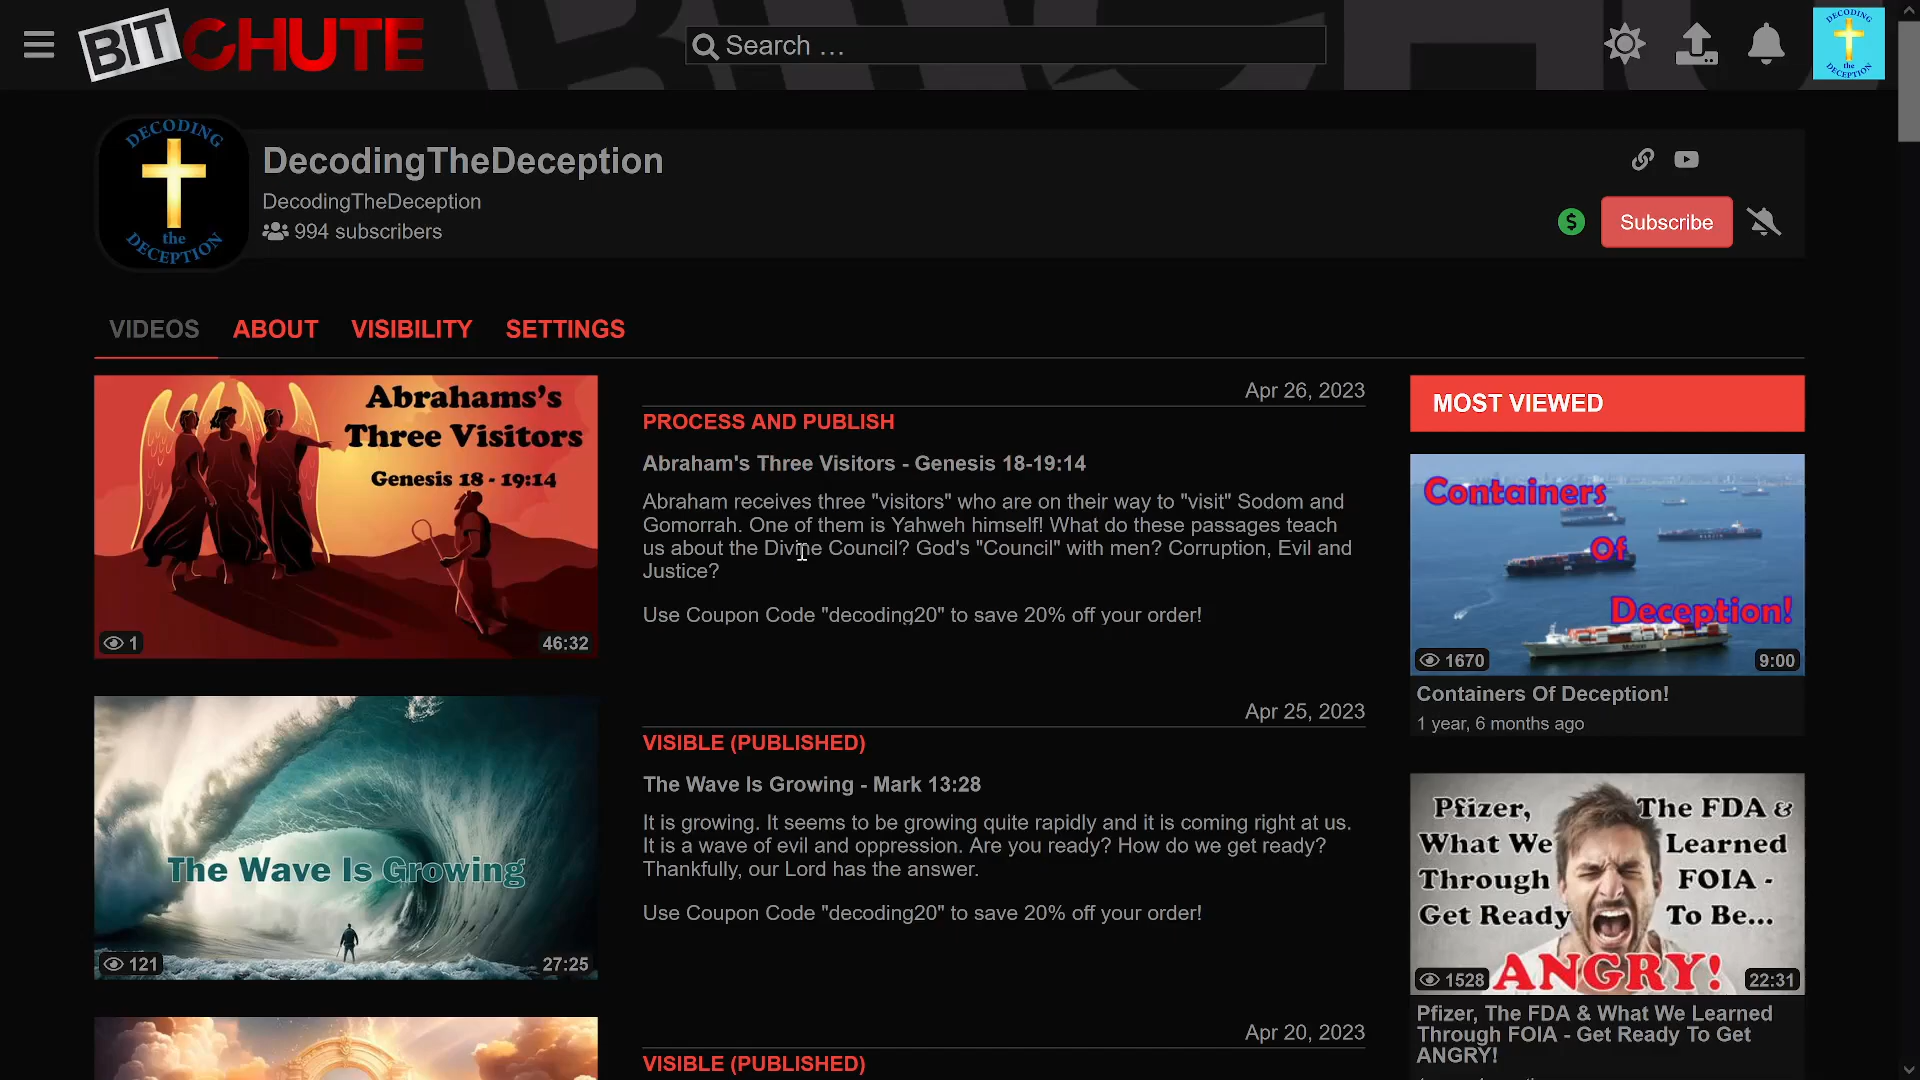 BITCHUTE
Search ...
DECODING
the
DECEPTION
DECODING
the
DECEPTION
DecodingTheDeception
DecodingTheDeception
994 subscribers
$
Subscribe
VIDEOS
ABOUT
VISIBILITY
SETTINGS
Abrahams's
Three Visitors
Genesis 18 - 19:14
1
46:32
Apr 26, 2023
PROCESS AND PUBLISH
Abraham's Three Visitors - Genesis 18-19:14
Abraham receives three "visitors" who are on their way to "visit" Sodom and
Gomorrah. One of them is Yahweh himself! What do these passages teach
us about the Divine Council? God's "Council" with men? Corruption, Evil and
Justice?
Use Coupon Code "decoding20" to save 20% off your order!
The Wave Is Growing
121
27:25
Apr 25, 2023
VISIBLE (PUBLISHED)
The Wave Is Growing - Mark 13:28
It is growing. It seems to be growing quite rapidly and it is coming right at us.
It is a wave of evil and oppression. Are you ready? How do we get ready?
Thankfully, our Lord has the answer.
Use Coupon Code "decoding20" to save 20% off your order!
Apr 20, 2023
VISIBLE (PUBLISHED)
MOST VIEWED
Containers
Of
Deception!
1670
9:00
Containers Of Deception!
1 year, 6 months ago
Pfizer, The FDA &
What We Learned
Through FOIA -
Get Ready To Be...
ANGRY!
1528
22:31
Pfizer, The FDA & What We Learned
Through FOIA - Get Ready To Get
ANGRY!